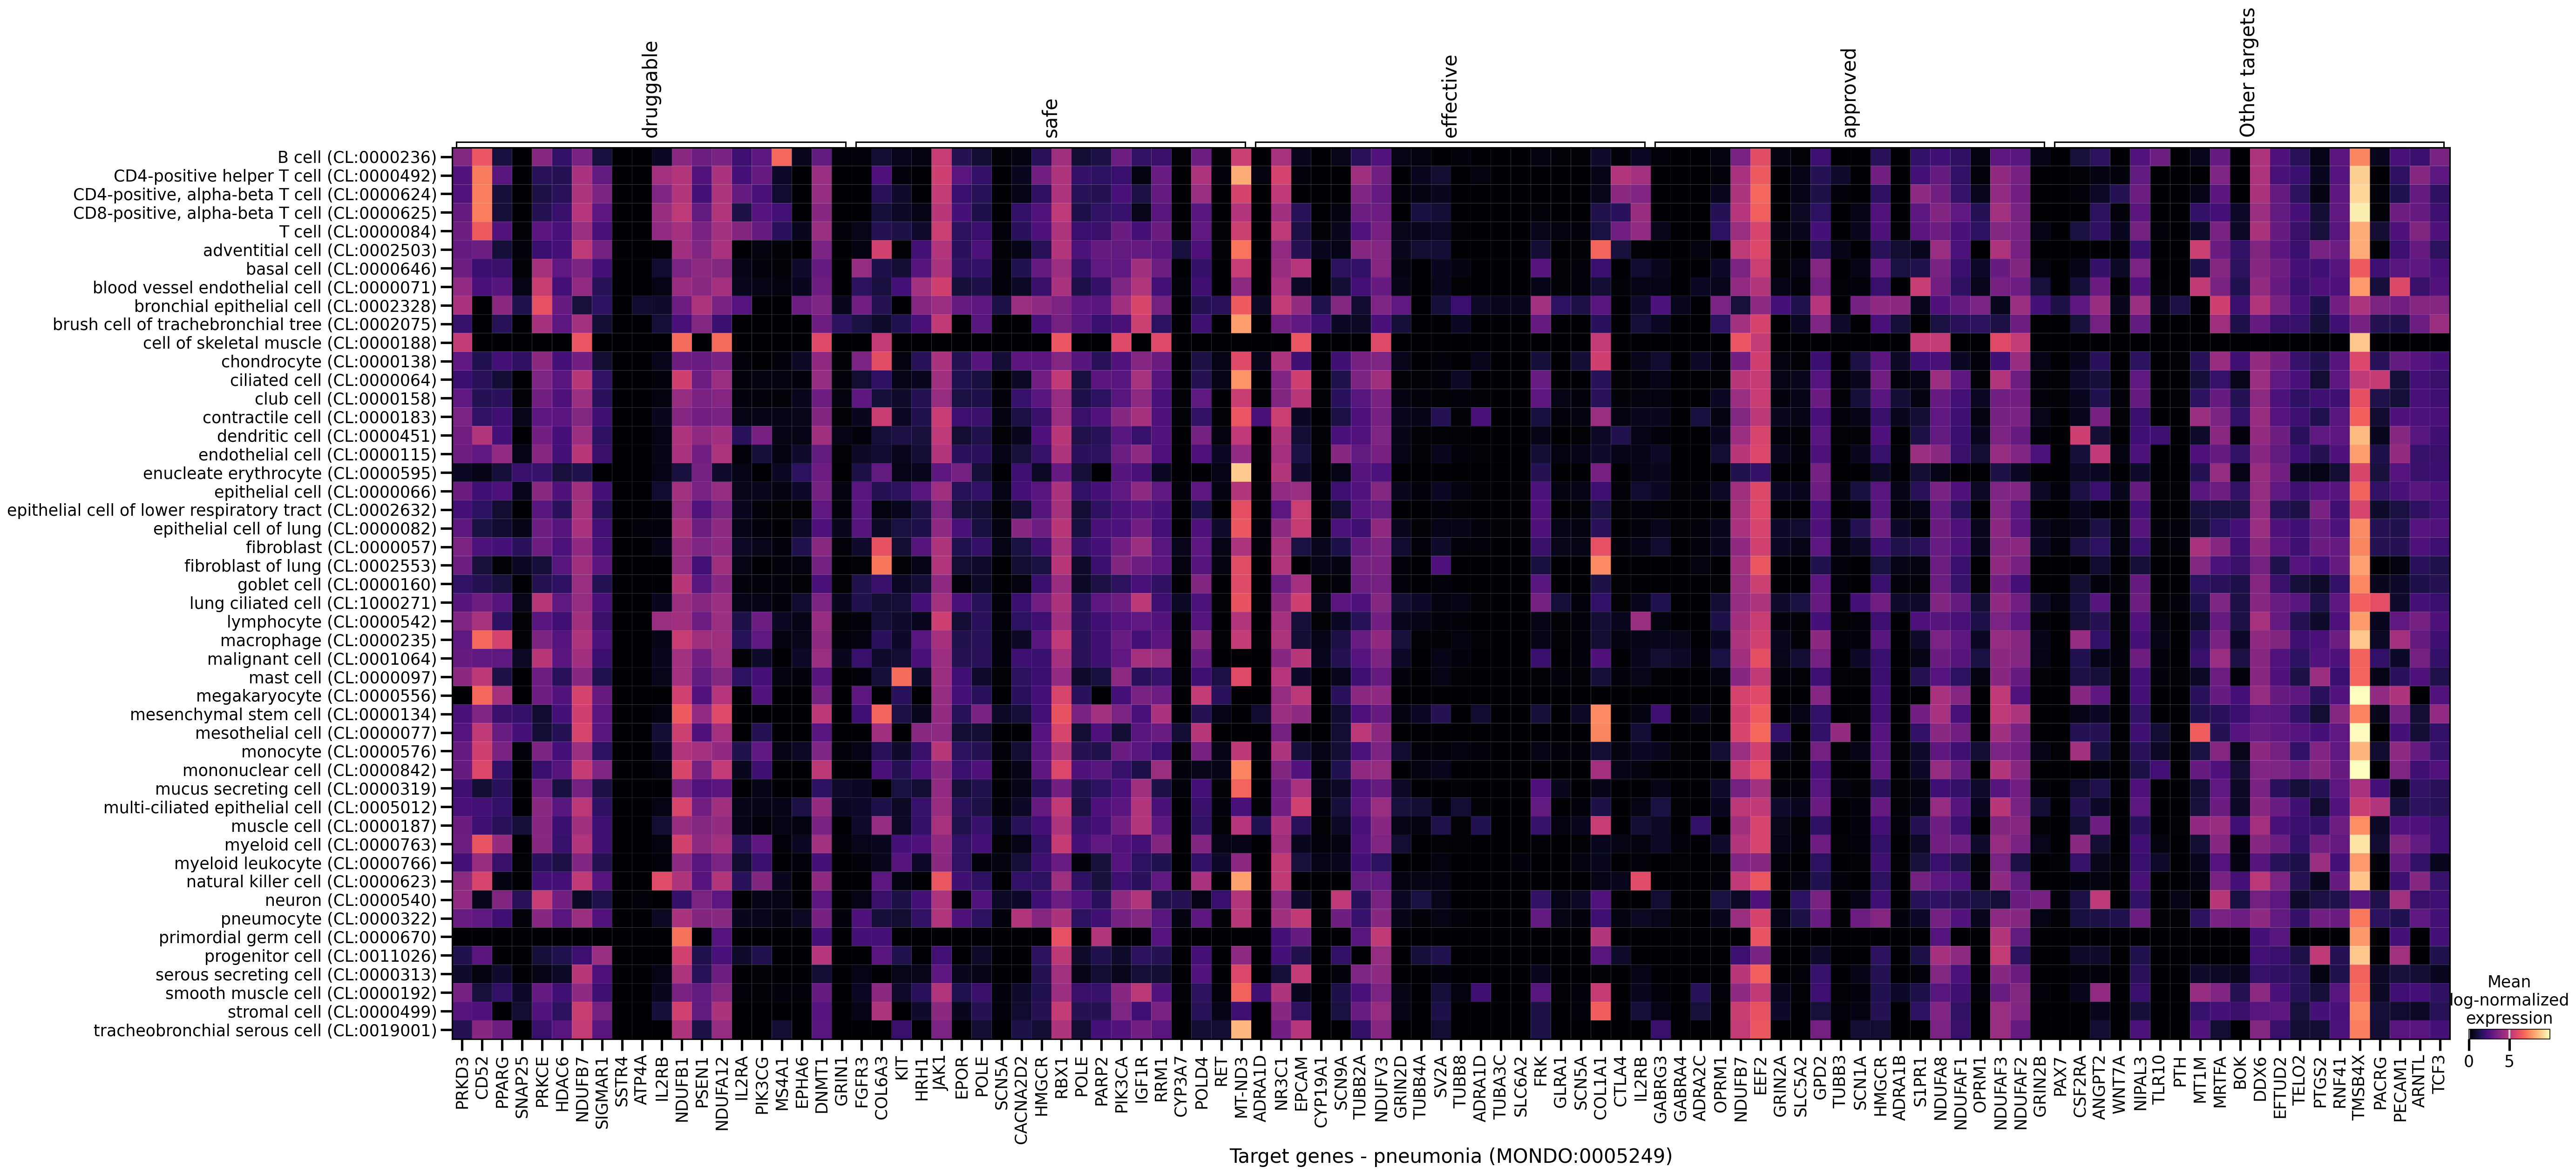 druggable
safe
effective
approved
Other targets
B cell (CL:0000236)
CD4-positive helper T cell (CL:0000492)
CD4-positive, alpha-beta T cell (CL:0000624)
CD8-positive, alpha-beta T cell (CL:0000625)
T cell (CL:0000084)
adventitial cell (CL:0002503)
basal cell (CL:0000646)
blood vessel endothelial cell (CL:0000071)
bronchial epithelial cell (CL:0002328)
brush cell of trachebronchial tree (CL:0002075)
cell of skeletal muscle (CL:0000188)
chondrocyte (CL:0000138)
ciliated cell (CL:0000064)
club cell (CL:0000158)
contractile cell (CL:0000183)
dendritic cell (CL:0000451)
endothelial cell (CL:0000115)
enucleate erythrocyte (CL:0000595)
epithelial cell (CL:0000066)
epithelial cell of lower respiratory tract (CL:0002632)
epithelial cell of lung (CL:0000082)
fibroblast (CL:0000057)
fibroblast of lung (CL:0002553)
goblet cell (CL:0000160)
lung ciliated cell (CL:1000271)
lymphocyte (CL:0000542)
macrophage (CL:0000235)
malignant cell (CL:0001064)
mast cell (CL:0000097)
megakaryocyte (CL:0000556)
mesenchymal stem cell (CL:0000134)
mesothelial cell (CL:0000077)
monocyte (CL:0000576)
mononuclear cell (CL:0000842)
mucus secreting cell (CL:0000319)
multi-ciliated epithelial cell (CL:0005012)
muscle cell (CL:0000187)
myeloid cell (CL:0000763)
myeloid leukocyte (CL:0000766)
natural killer cell (CL:0000623)
neuron (CL:0000540)
pneumocyte (CL:0000322)
primordial germ cell (CL:0000670)
progenitor cell (CL:0011026)
serous secreting cell (CL:0000313)
smooth muscle cell (CL:0000192)
stromal cell (CL:0000499)
tracheobronchial serous cell (CL:0019001)
PRKD3
CD52
PPARG
SNAP25
PRKCE
HDAC6
NDUFB7
SIGMAR1
SSTR4
ATP4A
IL2RB
NDUFB1
PSEN1
NDUFA12
IL2RA
PIK3CG
MS4A1
EPHA6
DNMT1
GRIN1
FGFR3
COL6A3
KIT
HRH1
JAK1
EPOR
POLE
SCN5A
CACNA2D2
HMGCR
RBX1
POLE
PARP2
PIK3CA
IGF1R
RRM1
CYP3A7
POLD4
RET
MT-ND3
ADRA1D
NR3C1
EPCAM
CYP19A1
SCN9A
TUBB2A
NDUFV3
GRIN2D
TUBB4A
SV2A
TUBB8
ADRA1D
TUBA3C
SLC6A2
FRK
GLRA1
SCN5A
COL1A1
CTLA4
IL2RB
GABRG3
GABRA4
ADRA2C
OPRM1
NDUFB7
EEF2
GRIN2A
SLC5A2
GPD2
TUBB3
SCN1A
HMGCR
ADRA1B
S1PR1
NDUFA8
NDUFAF1
OPRM1
NDUFAF3
NDUFAF2
GRIN2B
PAX7
CSF2RA
ANGPT2
WNT7A
NIPAL3
TLR10
PTH
MT1M
MRTFA
BOK
DDX6
EFTUD2
TELO2
PTGS2
RNF41
TMSB4X
PACRG
PECAM1
ARNTL
TCF3
Target genes - pneumonia (MONDO:0005249)
Mean
log-normalized
expression
0 5